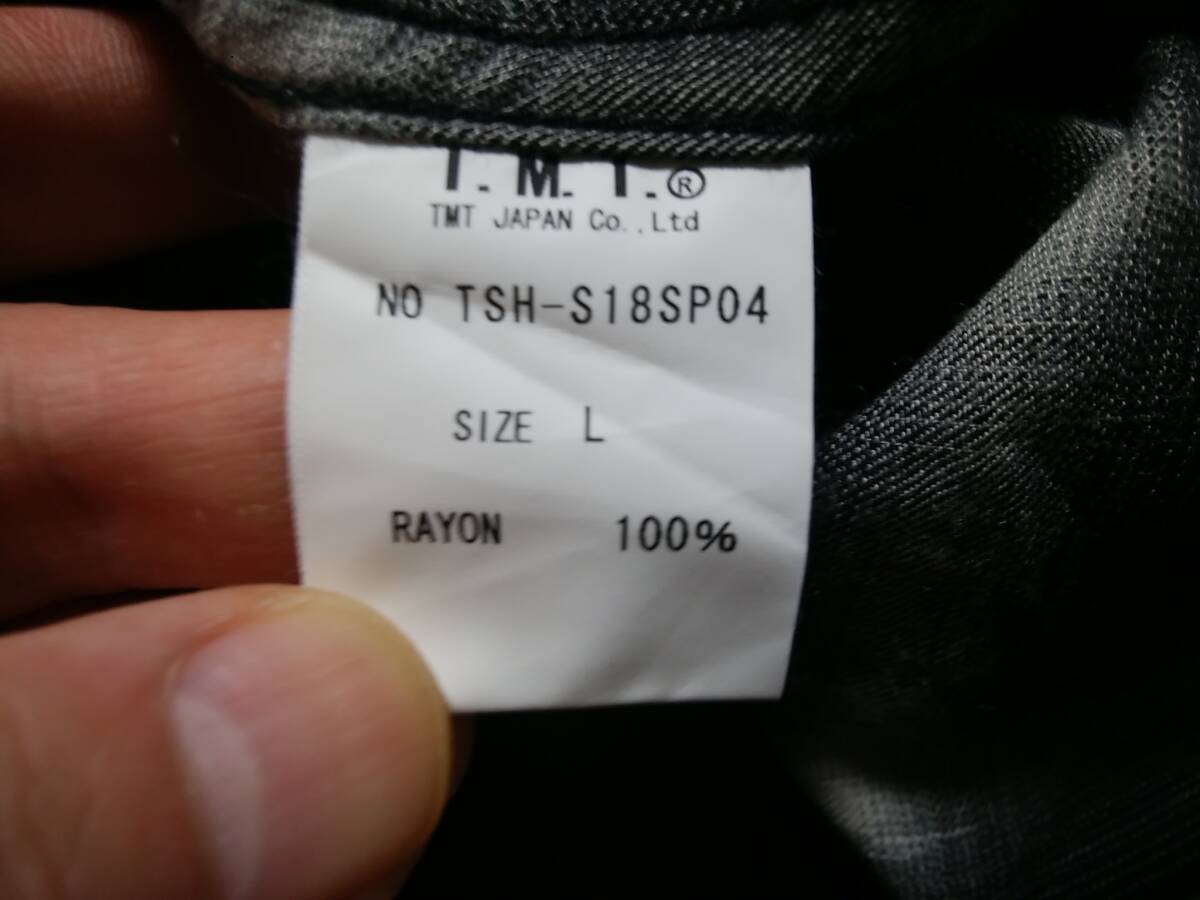 T.M.T.®
TMT JAPAN Co.,Ltd
NO TSH-S18SP04
SIZE L
RAYON 100%